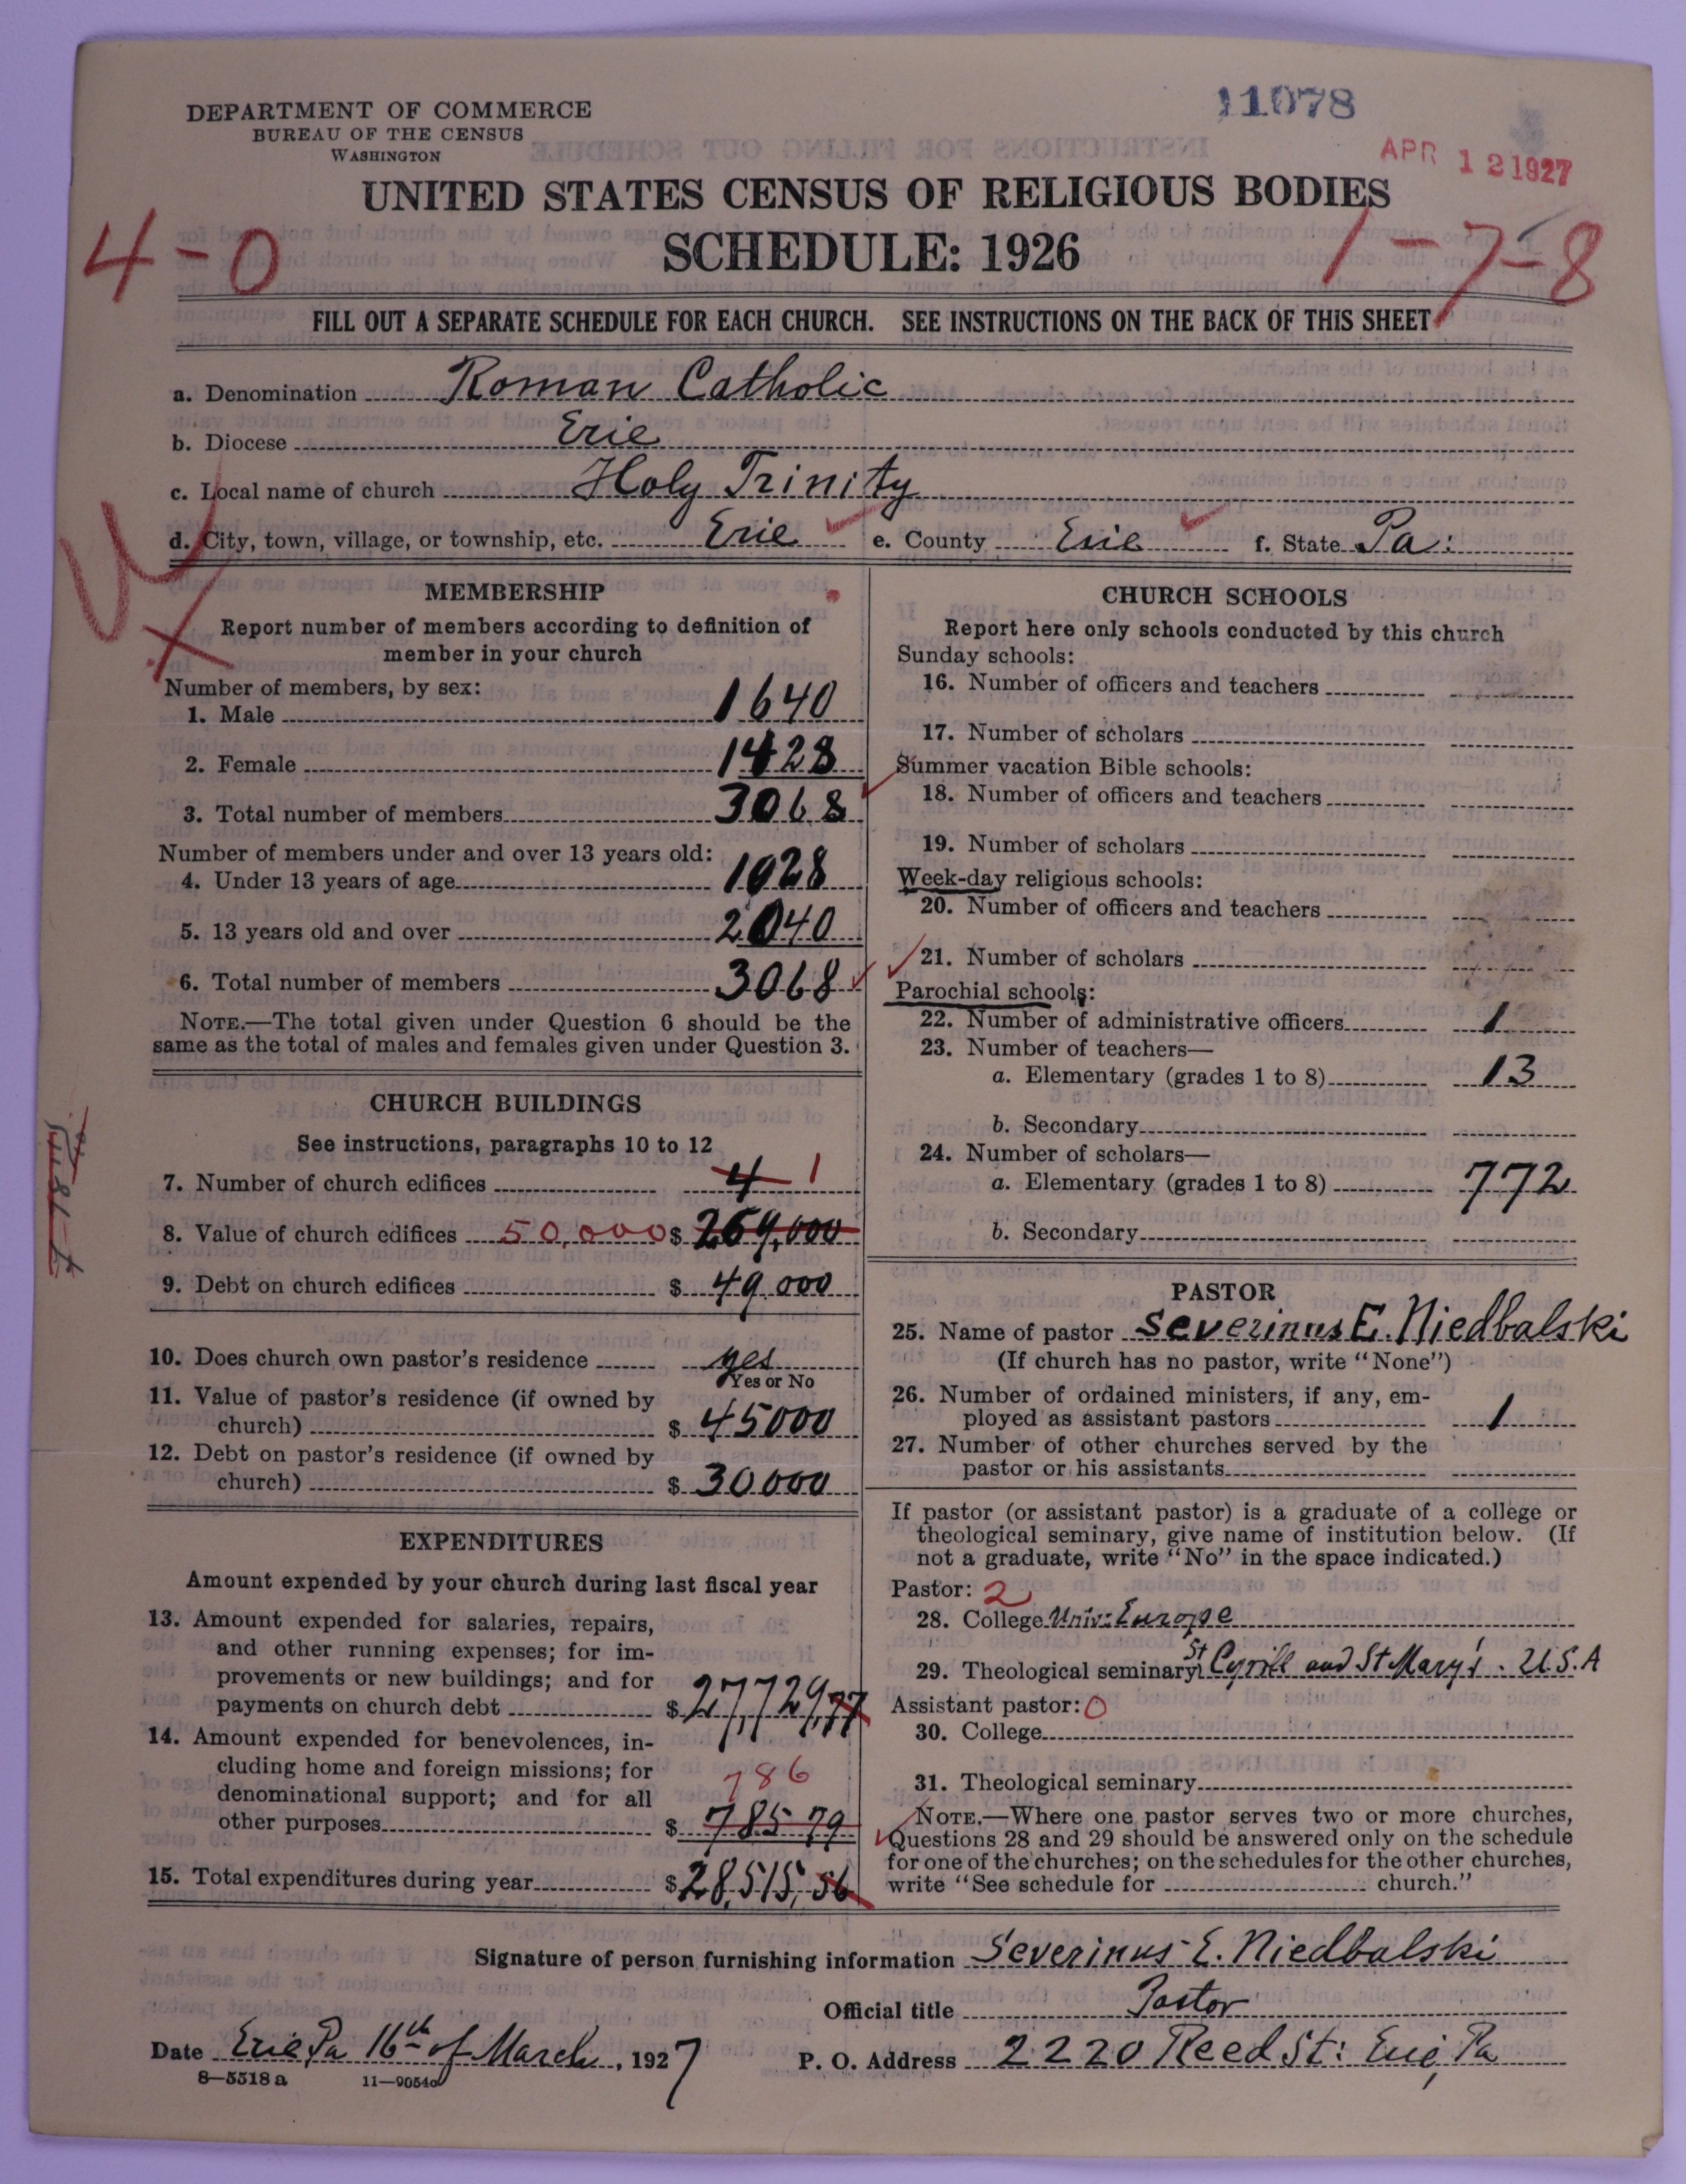 DEPARTMENT OF COMMERCE
BUREAU OF THE CENSUS
WASHINGTON
11078
APR 12 1927
UNITED STATES CENSUS OF RELIGIOUS BODIES
SCHEDULE: 1926
4-0
1-7-8
FILL OUT A SEPARATE SCHEDULE FOR EACH CHURCH. SEE INSTRUCTIONS ON THE BACK OF THIS SHEET
a. Denomination Roman Catholic
b. Diocese Erie
c. Local name of church Holy Trinity
d. City, town, village, or township, etc. Erie e. County Erie f. State Pa:
MEMBERSHIP
Report number of members according to definition of
member in your church
Number of members, by sex:
1. Male 1640
2. Female 1428
3. Total number of members 3068
Number of members under and over 13 years old:
4. Under 13 years of age 1028
5. 13 years old and over 2040
6. Total number of members 3068
NOTE.—The total given under Question 6 should be the
same as the total of males and females given under Question 3.
CHURCH BUILDINGS
See instructions, paragraphs 10 to 12
7. Number of church edifices 4 1
8. Value of church edifices 50,000 $ 269,000
9. Debt on church edifices $ 49.000
10. Does church own pastor's residence yes
Yes or No
11. Value of pastor's residence (if owned by
church) $ 45000
12. Debt on pastor's residence (if owned by
church) $ 30000
EXPENDITURES
Amount expended by your church during last fiscal year
13. Amount expended for salaries, repairs,
and other running expenses; for im-
provements or new buildings; and for
payments on church debt $ 27,729,77
14. Amount expended for benevolences, in-
cluding home and foreign missions; for
denominational support; and for all
786
other purposes $ 785 79
15. Total expenditures during year $ 28,515,56
CHURCH SCHOOLS
Report here only schools conducted by this church
Sunday schools:
16. Number of officers and teachers
17. Number of scholars
Summer vacation Bible schools:
18. Number of officers and teachers
19. Number of scholars
Week-day religious schools:
20. Number of officers and teachers
21. Number of scholars
Parochial schools:
22. Number of administrative officers 1
23. Number of teachers—
a. Elementary (grades 1 to 8) 13
b. Secondary
24. Number of scholars—
a. Elementary (grades 1 to 8) 772
b. Secondary
PASTOR
25. Name of pastor Severinus E. Niedbalski
(If church has no pastor, write "None")
26. Number of ordained ministers, if any, em-
ployed as assistant pastors 1
27. Number of other churches served by the
pastor or his assistants
If pastor (or assistant pastor) is a graduate of a college or
theological seminary, give name of institution below. (If
not a graduate, write "No" in the space indicated.)
Pastor: 2
28. College Univ: Europe
29. Theological seminary St Cyrill and St Mary's. U.S.A
Assistant pastor: 0
30. College
31. Theological seminary
NOTE.—Where one pastor serves two or more churches,
Questions 28 and 29 should be answered only on the schedule
for one of the churches; on the schedules for the other churches,
write "See schedule for church."
Signature of person furnishing information Severinus E. Niedbalski
Official title Pastor
Date Erie Pa 16th of March, 1927
P. O. Address 2220 Reed St: Erie, Pa
8—5518 a 11—9054a